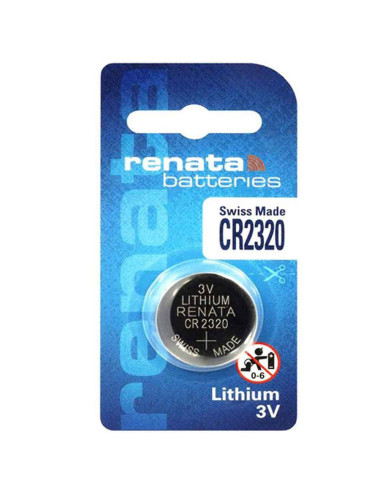 renata
renata
batteries
Swiss Made
CR2320
3V
LITHIUM
RENATA
CR 2320
+
SWISS MADE
0-6
Lithium
3V